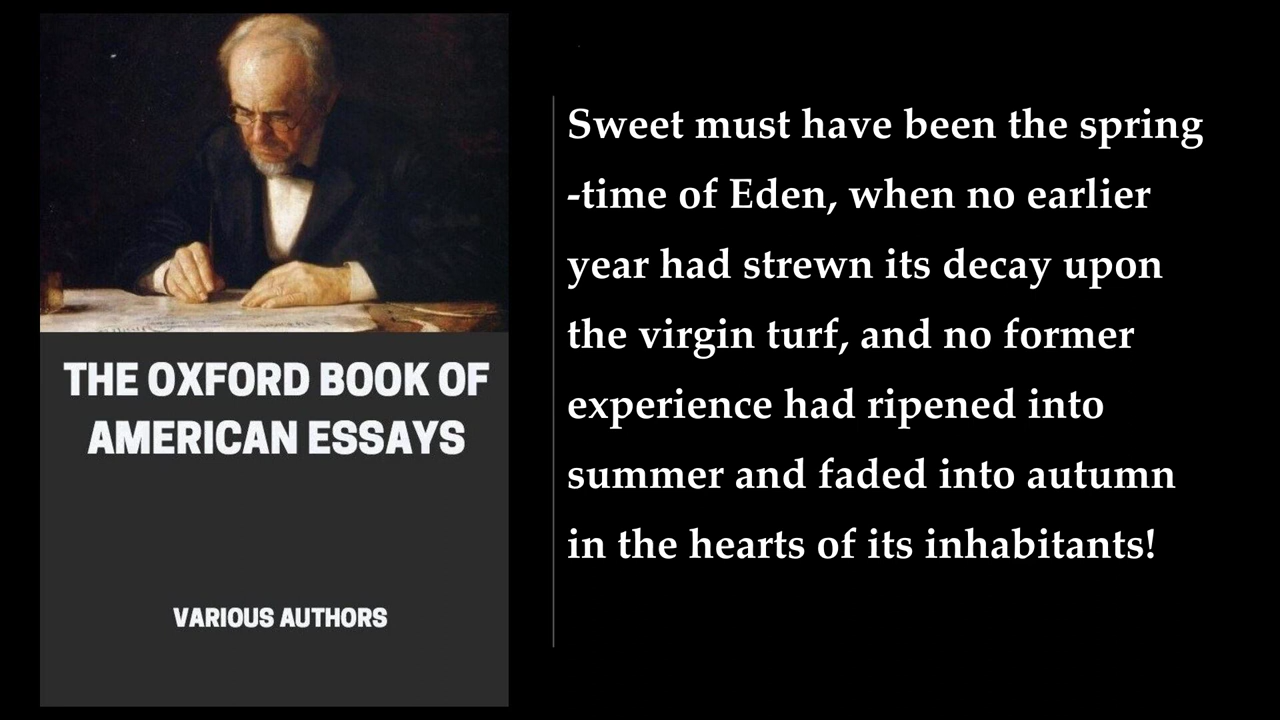 THE OXFORD BOOK OF
AMERICAN ESSAYS
VARIOUS AUTHORS
Sweet must have been the spring
-time of Eden, when no earlier
year had strewn its decay upon
the virgin turf, and no former
experience had ripened into
summer and faded into autumn
in the hearts of its inhabitants!